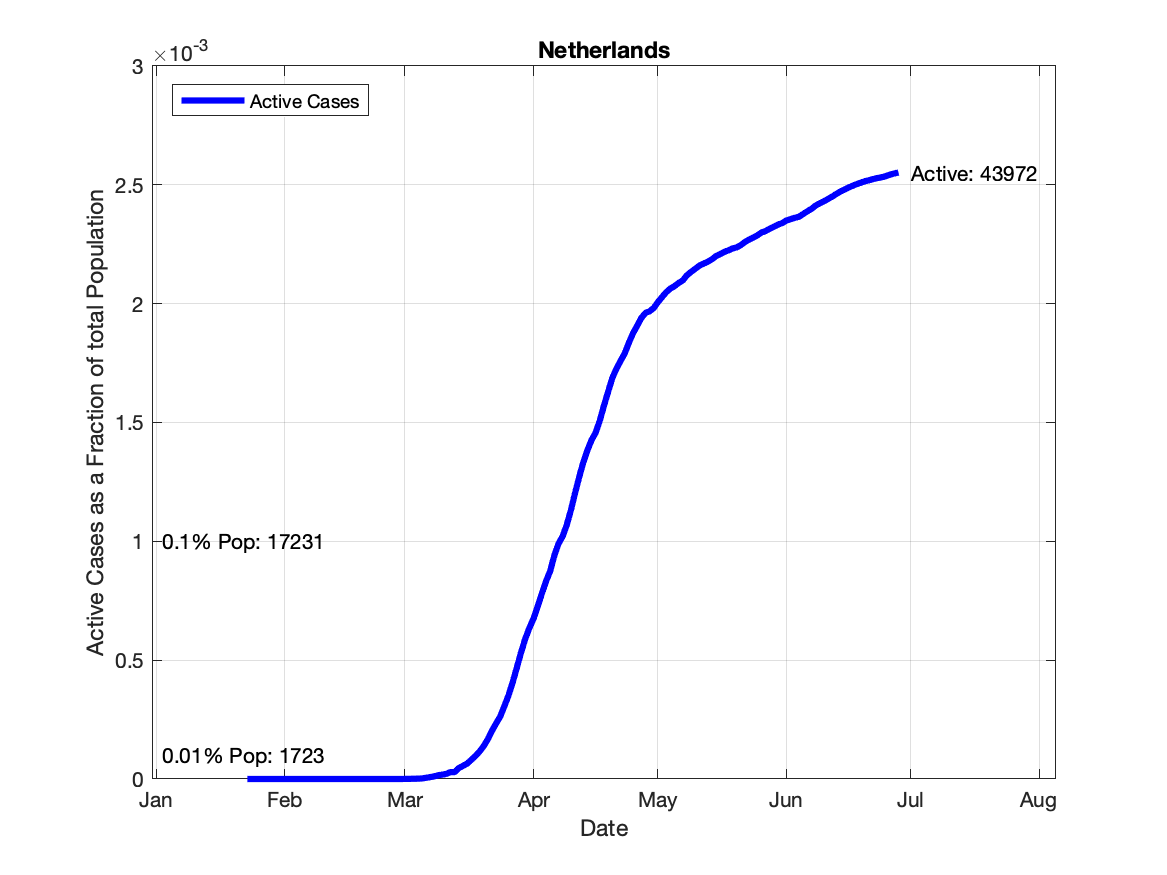 Netherlands
×10-3
3
Active Cases
2.5
Active: 43972
2
1.5
1
0.1% Pop: 17231
0.5
0.01% Pop: 1723
0
Active Cases as a Fraction of total Population
Jan Feb Mar Apr May Jun Jul Aug
Date